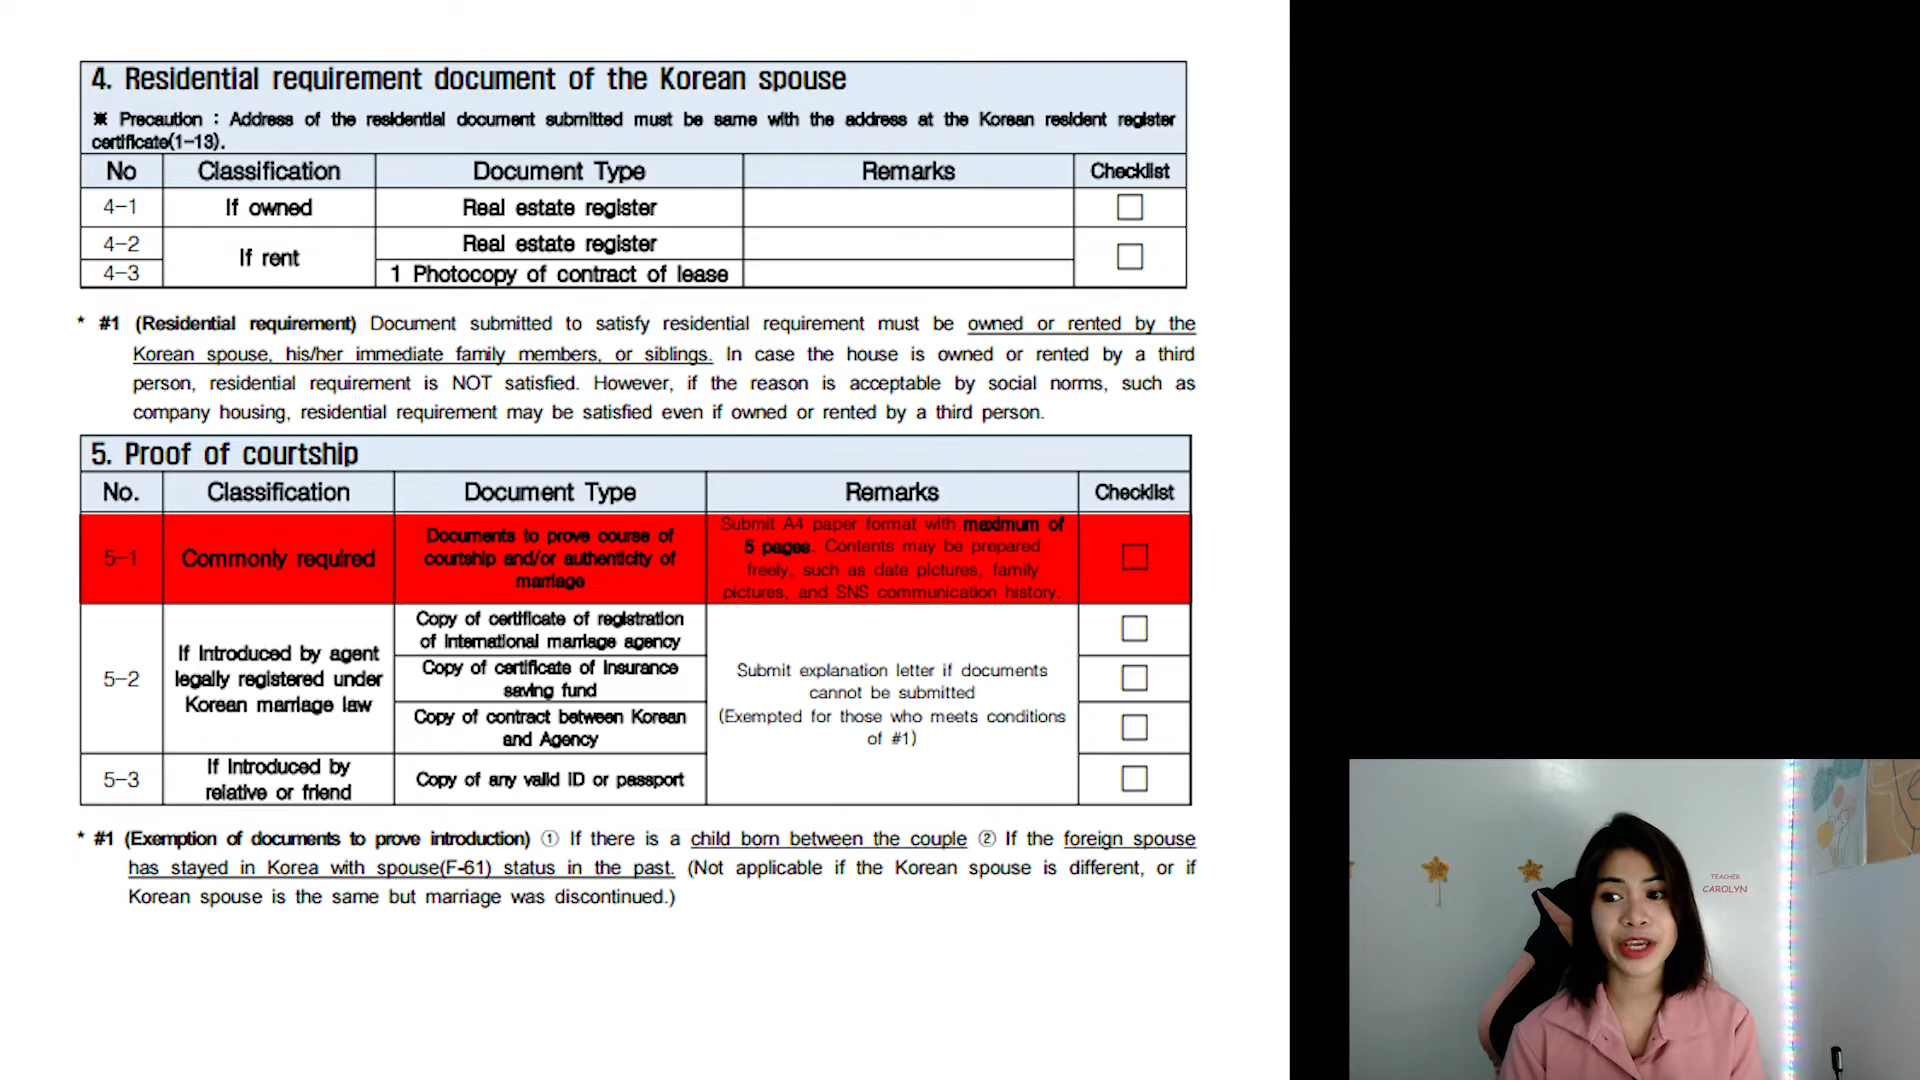 4. Residential requirement document of the Korean spouse
※ Precaution : Address of the residential document submitted must be same with the address at the Korean resident register
certificate(1-13).
No Classification Document Type Remarks Checklist
4-1 If owned Real estate register □
4-2 If rent Real estate register □
4-3 1 Photocopy of contract of lease
* #1 (Residential requirement) Document submitted to satisfy residential requirement must be owned or rented by the
Korean spouse, his/her immediate family members, or siblings. In case the house is owned or rented by a third
person, residential requirement is NOT satisfied. However, if the reason is acceptable by social norms, such as
company housing, residential requirement may be satisfied even if owned or rented by a third person.
5. Proof of courtship
No. Classification Document Type Remarks Checklist
5-1
Commonly required
Documents to prove course of
courtship and/or authenticity of
marriage
Submit A4 paper format with maximum of
5 pages. Contents may be prepared
freely, such as date pictures, family
pictures, and SNS communication history.
□
5-2
If Introduced by agent
legally registered under
Korean marriage law
Copy of certificate of registration
of International marriage agency
□
Copy of certificate of Insurance
saving fund
□
Copy of contract between Korean
and Agency
□
Submit explanation letter if documents
cannot be submitted
(Exempted for those who meets conditions
of #1)
5-3
If Introduced by
relative or friend
Copy of any valid ID or passport
□
* #1 (Exemption of documents to prove introduction) ① If there is a child born between the couple ② If the foreign spouse
has stayed in Korea with spouse(F-61) status in the past. (Not applicable if the Korean spouse is different, or if
Korean spouse is the same but marriage was discontinued.)
TEACHER
CAROLYN